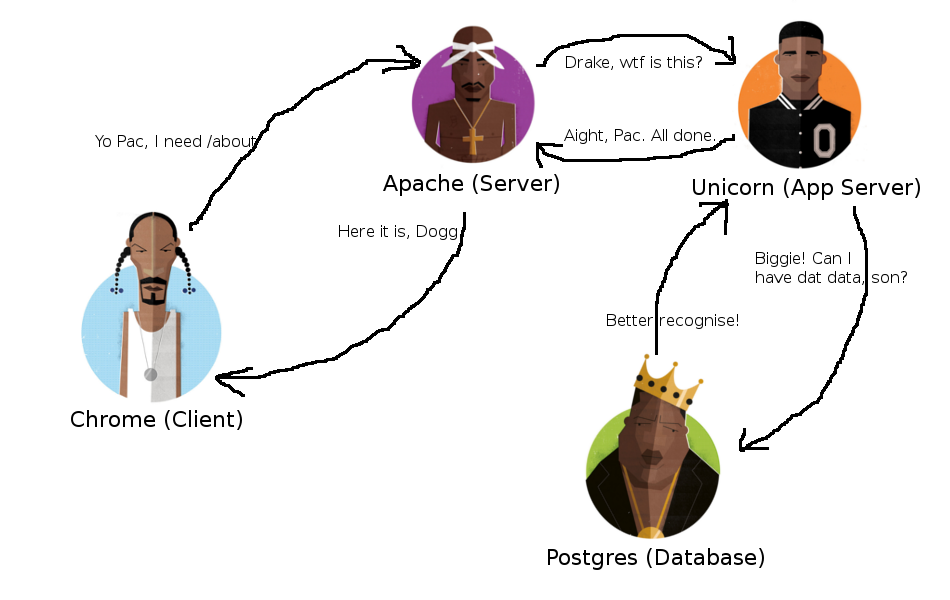 Drake, wtf is this?
Yo Pac, I need /about
Aight, Pac. All done.
Apache (Server)
Unicorn (App Server)
Here it is, Dogg
Biggie! Can I
have dat data, son?
Better recognise!
Chrome (Client)
Postgres (Database)
O